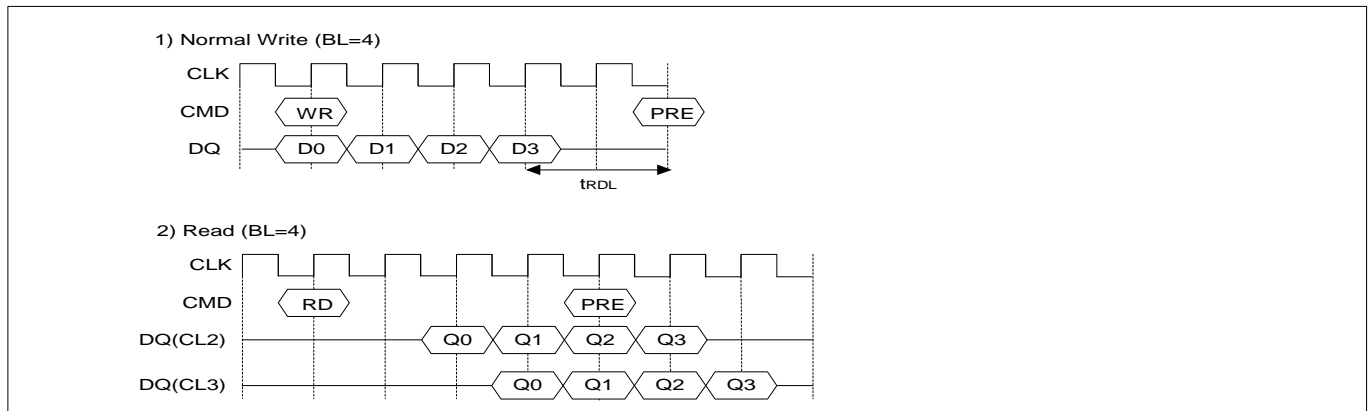 1) Normal Write (BL=4)
CLK
CMD WR PRE
DQ D0 D1 D2 D3
tRDL
2) Read (BL=4)
CLK
CMD RD PRE
DQ(CL2) Q0 Q1 Q2 Q3
DQ(CL3) Q0 Q1 Q2 Q3